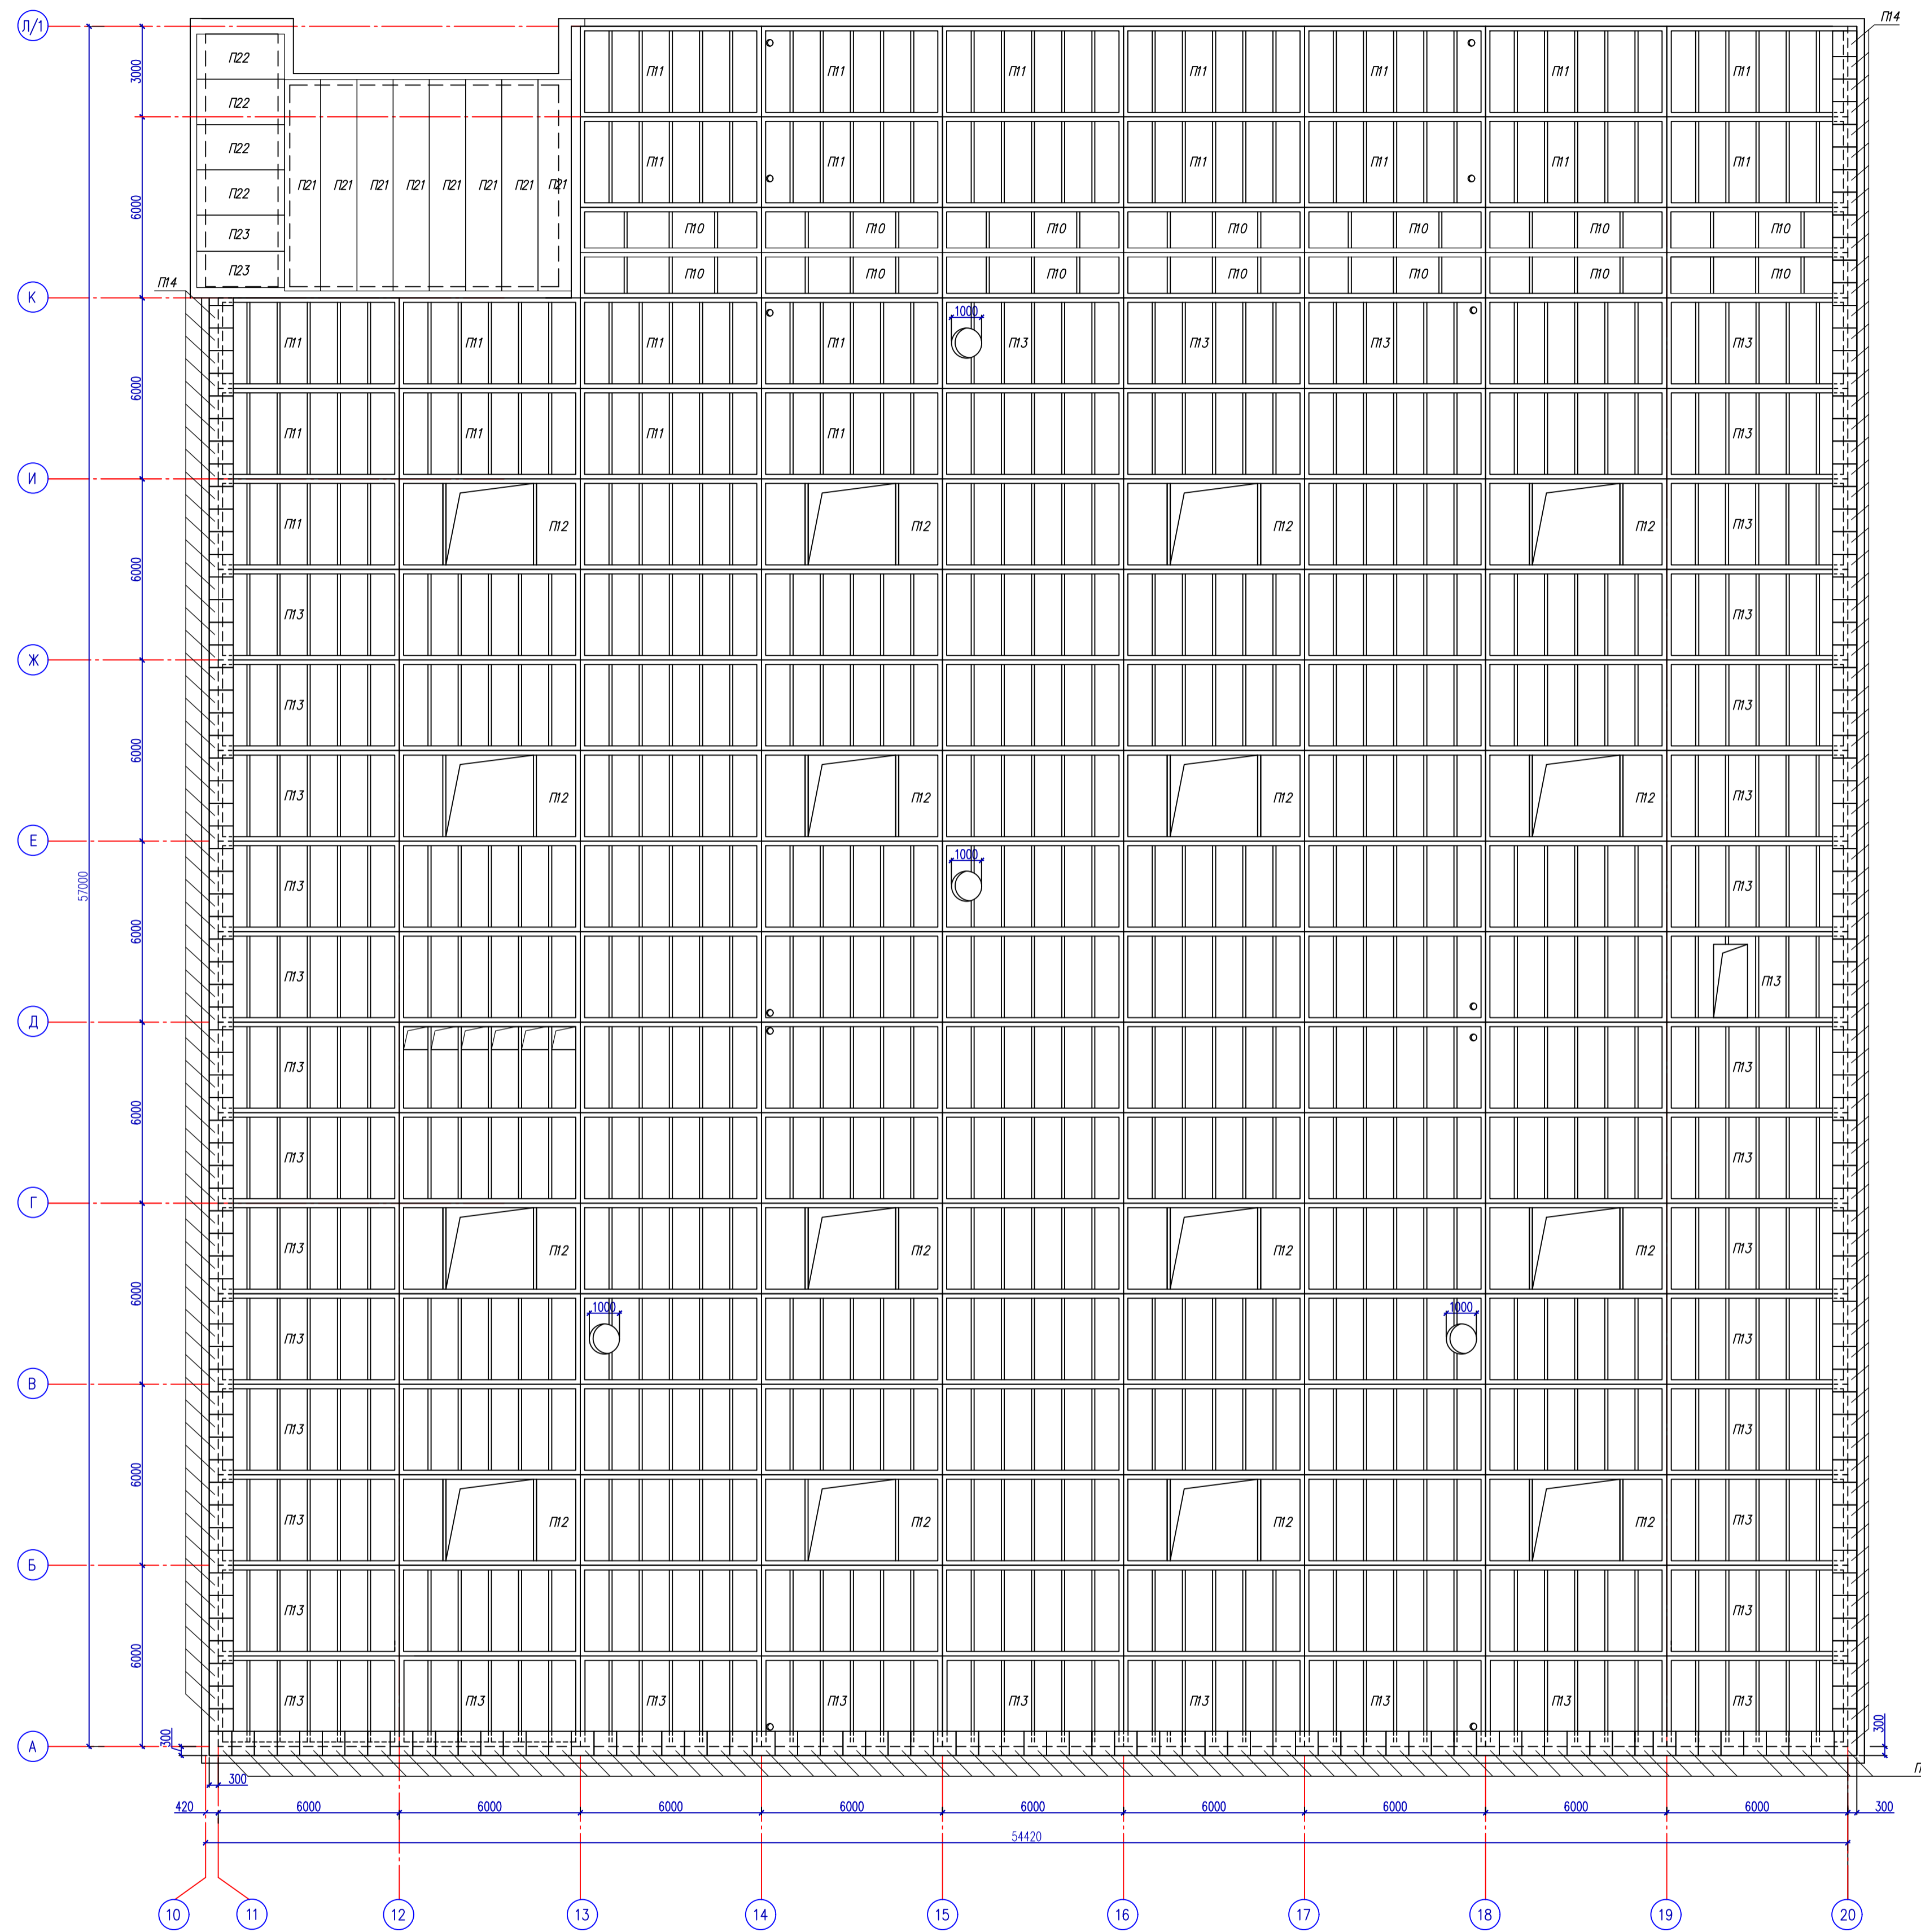 Л/1 П14
П22 П11 П11 П11 П11 П11 П11 П11
3000
П22
П22 П11 П11 П11 П11 П11 П11
П21 П21 П21 П21 П21 П21 П21 П21
П22
6000
П23 П10 П10 П10 П10 П10 П10 П10
П23 П10 П10 П10 П10 П10 П10 П10
П14
К
1000
П11 П11 П11 П11 П13 П13 П13 П13
6000
П11 П11 П11 П11 П13
И
П11 П12 П12 П12 П12 П13
6000
П13 П13
Ж
П13 П13
6000
П13 П12 П12 П12 П12 П13
Е
1000
57000
П13 П13
6000
П13 П13
Д
П13 П13
6000
П13 П13
Г
П13 П12 П12 П12 П12 П13
6000
1000 1000
П13 П13
В
П13 П13
6000
П13 П12 П12 П12 П12 П13
Б
П13 П13
6000
П13 П13 П13 П13 П13 П13 П13 П13 П13
300 300
А
300
420 6000 6000 6000 6000 6000 6000 6000 6000 6000 300
54420
10 11 12 13 14 15 16 17 18 19 20